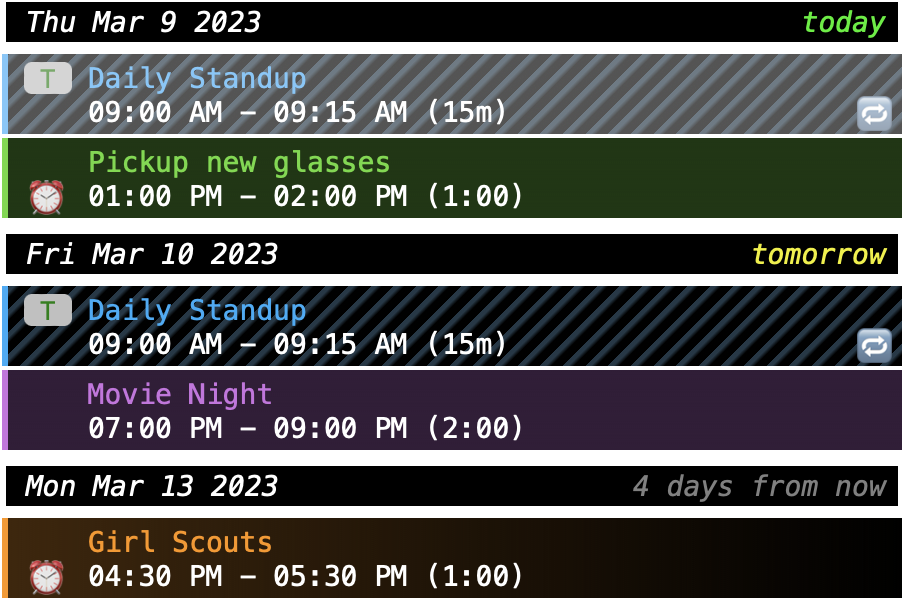 Thu Mar 9 2023 today
T Daily Standup
09:00 AM – 09:15 AM (15m)
Pickup new glasses
01:00 PM – 02:00 PM (1:00)
Fri Mar 10 2023 tomorrow
T Daily Standup
09:00 AM – 09:15 AM (15m)
Movie Night
07:00 PM – 09:00 PM (2:00)
Mon Mar 13 2023 4 days from now
Girl Scouts
04:30 PM – 05:30 PM (1:00)